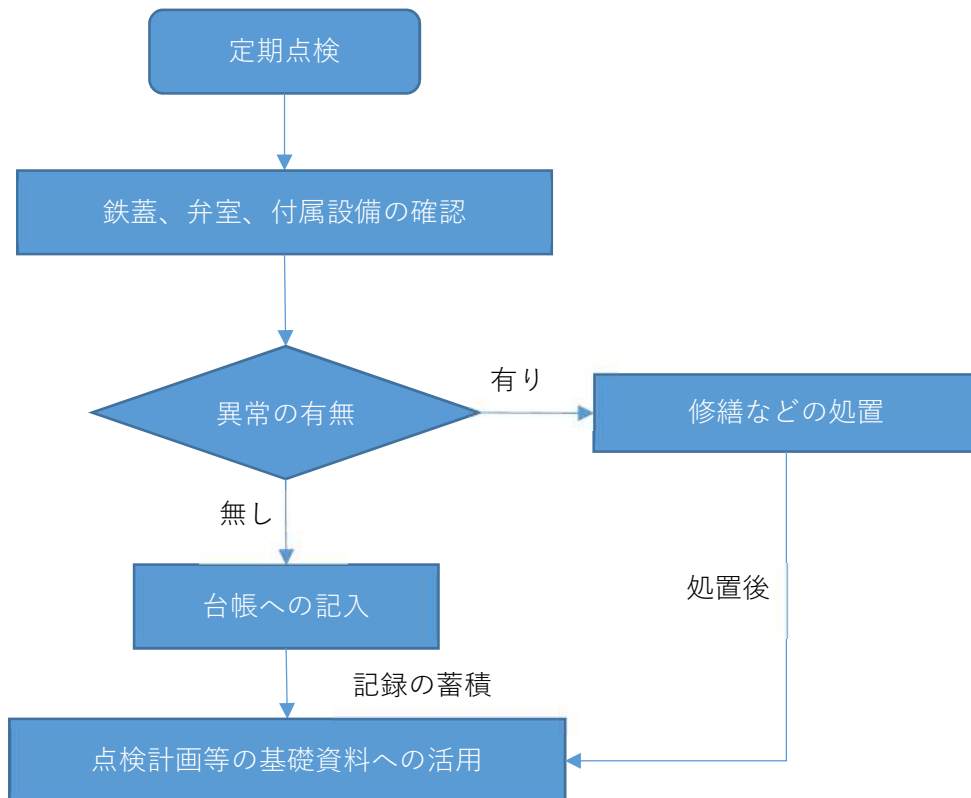 定期点検
鉄蓋、弁室、付属設備の確認
異常の有無
有り
修繕などの処置
無し
台帳への記入
処置後
記録の蓄積
点検計画等の基礎資料への活用